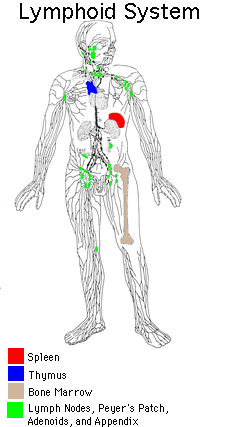 Lymphoid System
Spleen
Thymus
Bone Marrow
Lymph Nodes, Peyer's Patch,
Adenoids, and Appendix